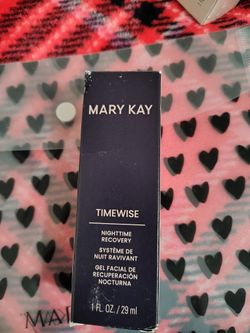 MARY KAY
TIMEWISE
NIGHTTIME
RECOVERY
SYSTÈME DE
NUIT RAVIVANT
GEL FACIAL DE
RECUPERACIÓN
NOCTURNA
1 FL. OZ. / 29 ml
MA